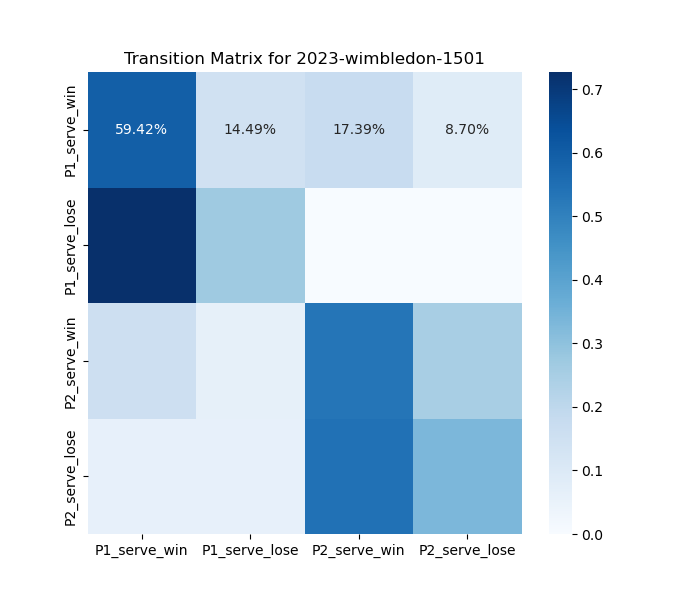 Transition Matrix for 2023-wimbledon-1501
P1_serve_win
59.42% 14.49% 17.39% 8.70%
P1_serve_lose
P2_serve_win
P2_serve_lose
P1_serve_win P1_serve_lose P2_serve_win P2_serve_lose
0.7
0.6
0.5
0.4
0.3
0.2
0.1
0.0